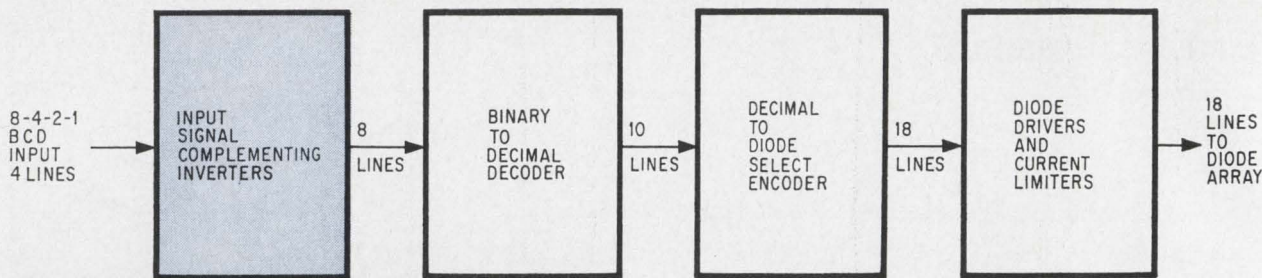 8-4-2-1
BCD
INPUT
4 LINES
INPUT
SIGNAL
COMPLEMENTING
INVERTERS
8
LINES
BINARY
TO
DECIMAL
DECODER
10
LINES
DECIMAL
TO
DIODE
SELECT
ENCODER
18
LINES
DIODE
DRIVERS
AND
CURRENT
LIMITERS
18
LINES
TO
DIODE
ARRAY